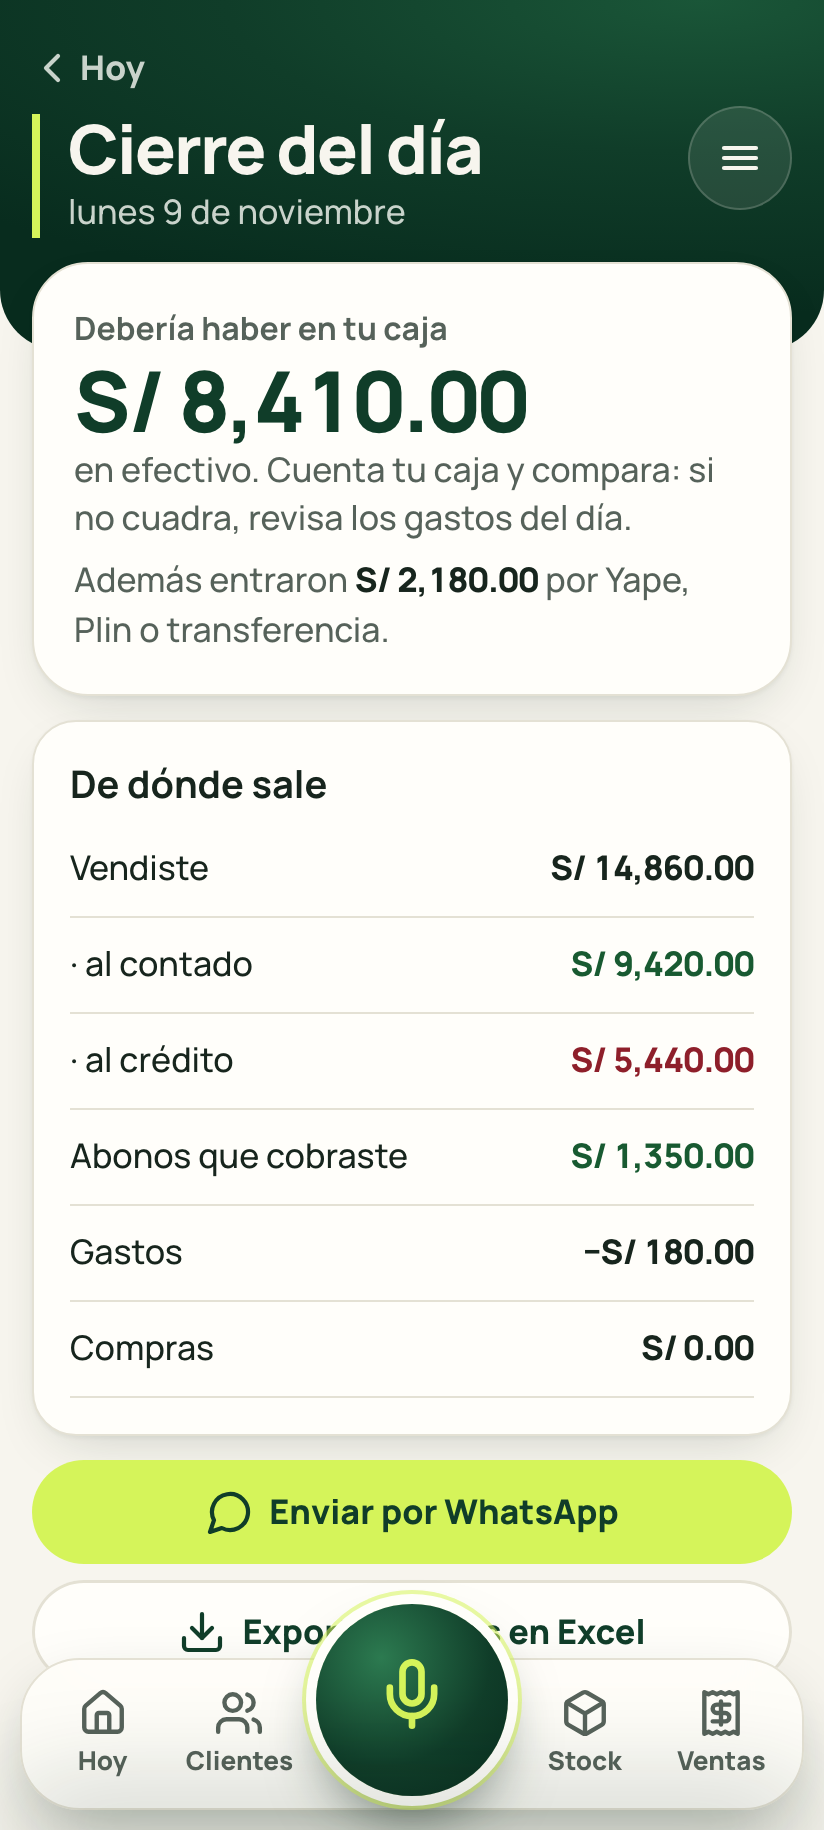 Hoy
Cierre del día
lunes 9 de noviembre
Debería haber en tu caja
S/ 8,410.00
en efectivo. Cuenta tu caja y compara: si
no cuadra, revisa los gastos del día.
Además entraron S/ 2,180.00 por Yape,
Plin o transferencia.
De dónde sale
Vendiste S/ 14,860.00
· al contado S/ 9,420.00
· al crédito S/ 5,440.00
Abonos que cobraste S/ 1,350.00
Gastos −S/ 180.00
Compras S/ 0.00
Enviar por WhatsApp
en Excel
Hoy Clientes Stock Ventas